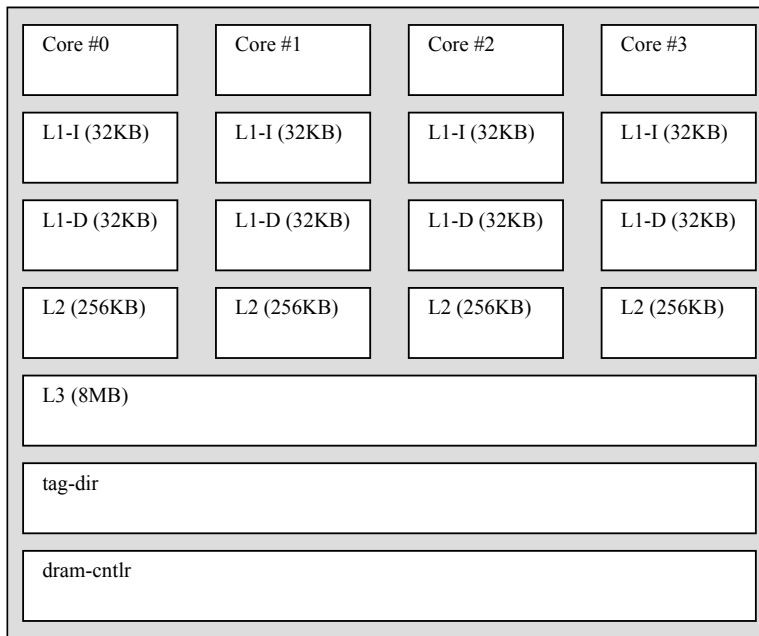 Core #0 Core #1 Core #2 Core #3
L1-I (32KB) L1-I (32KB) L1-I (32KB) L1-I (32KB)
L1-D (32KB) L1-D (32KB) L1-D (32KB) L1-D (32KB)
L2 (256KB) L2 (256KB) L2 (256KB) L2 (256KB)
L3 (8MB)
tag-dir
dram-cntlr